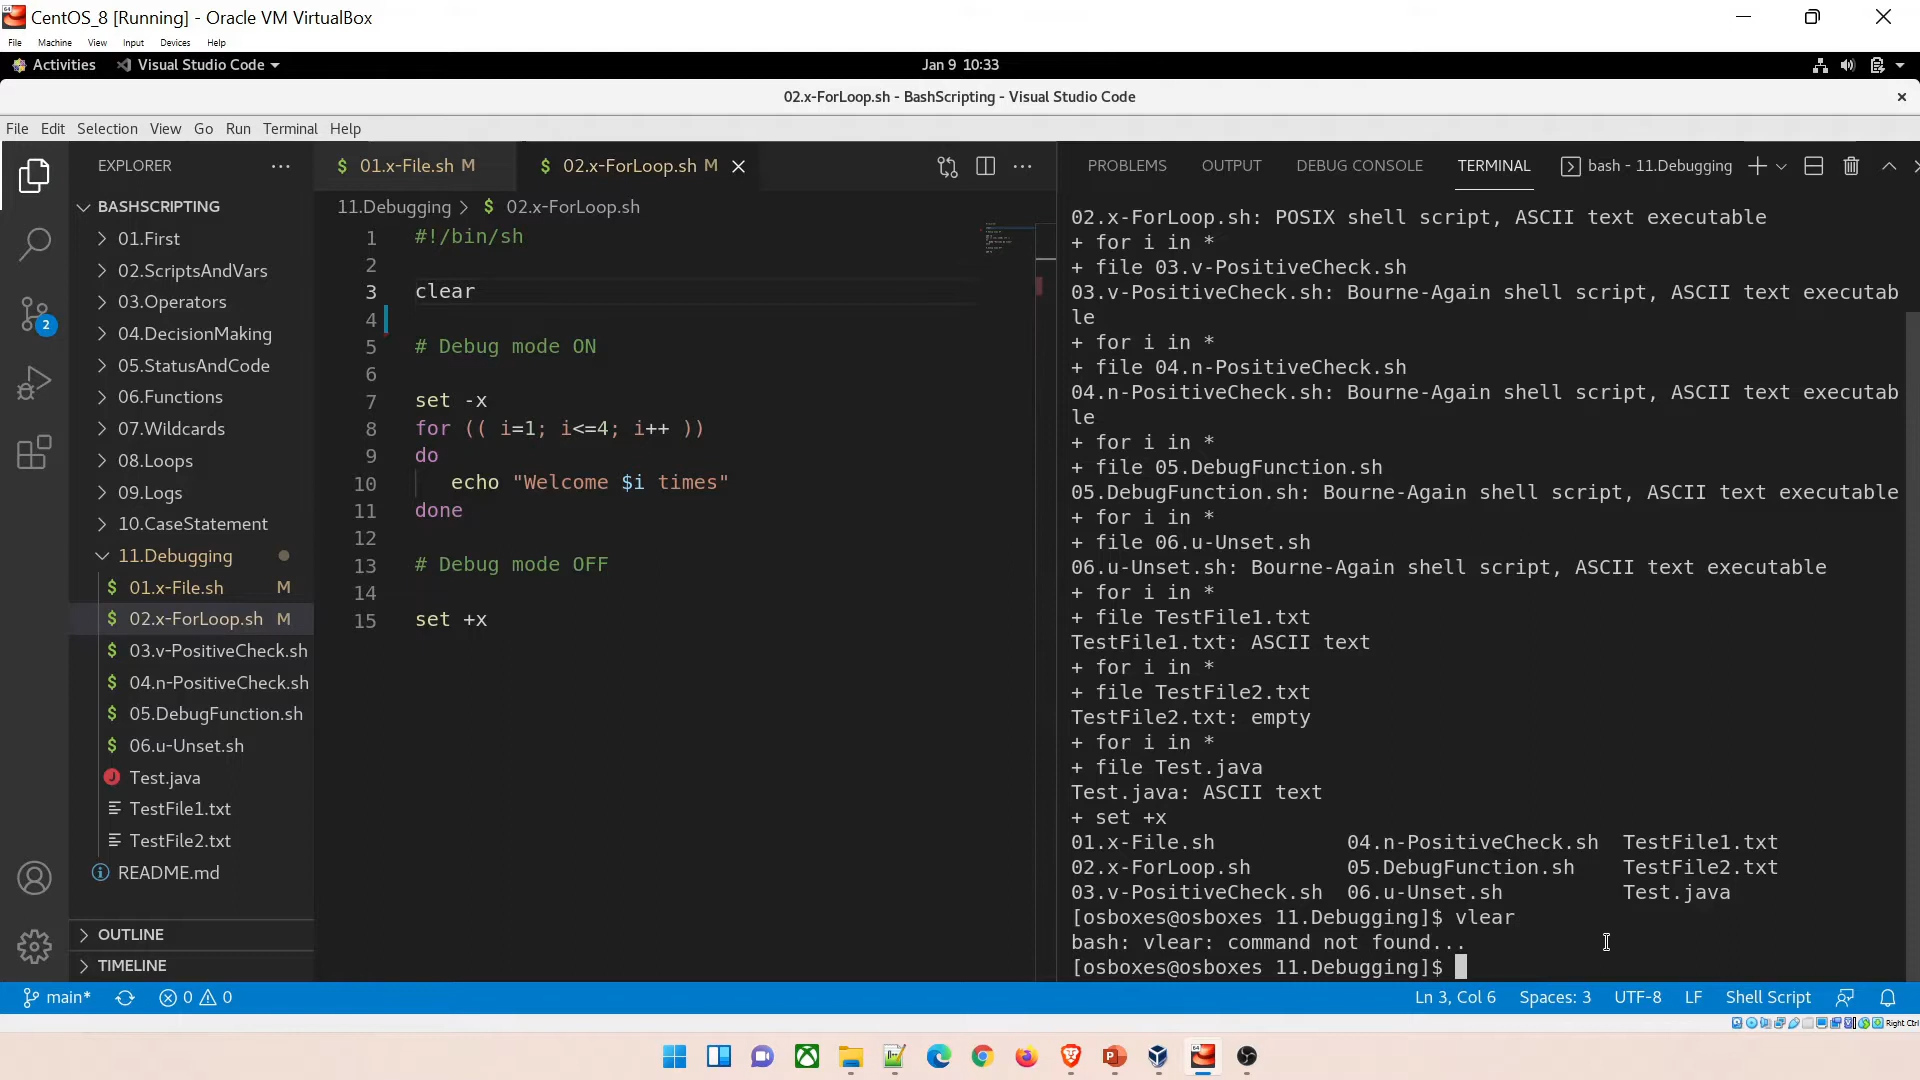 CentOS_8 [Running] - Oracle VM VirtualBox
File Machine View Input Devices Help
Activities Visual Studio Code Jan 9 10:33
02.x-ForLoop.sh - BashScripting - Visual Studio Code
File Edit Selection View Go Run Terminal Help
EXPLORER
BASHSCRIPTING
01.First
02.ScriptsAndVars
03.Operators
04.DecisionMaking
05.StatusAndCode
06.Functions
07.Wildcards
08.Loops
09.Logs
10.CaseStatement
11.Debugging
$ 01.x-File.sh M
$ 02.x-ForLoop.sh M
$ 03.v-PositiveCheck.sh
$ 04.n-PositiveCheck.sh
$ 05.DebugFunction.sh
$ 06.u-Unset.sh
J Test.java
TestFile1.txt
TestFile2.txt
README.md
OUTLINE
TIMELINE
2
$ 01.x-File.sh M $ 02.x-ForLoop.sh M
11.Debugging > $ 02.x-ForLoop.sh
1 #!/bin/sh
2
3 clear
4
5 # Debug mode ON
6
7 set -x
8 for (( i=1; i<=4; i++ ))
9 do
10 echo "Welcome $i times"
11 done
12
13 # Debug mode OFF
14
15 set +x
PROBLEMS OUTPUT DEBUG CONSOLE TERMINAL bash - 11.Debugging
02.x-ForLoop.sh: POSIX shell script, ASCII text executable
+ for i in *
+ file 03.v-PositiveCheck.sh
03.v-PositiveCheck.sh: Bourne-Again shell script, ASCII text executab
le
+ for i in *
+ file 04.n-PositiveCheck.sh
04.n-PositiveCheck.sh: Bourne-Again shell script, ASCII text executab
le
+ for i in *
+ file 05.DebugFunction.sh
05.DebugFunction.sh: Bourne-Again shell script, ASCII text executable
+ for i in *
+ file 06.u-Unset.sh
06.u-Unset.sh: Bourne-Again shell script, ASCII text executable
+ for i in *
+ file TestFile1.txt
TestFile1.txt: ASCII text
+ for i in *
+ file TestFile2.txt
TestFile2.txt: empty
+ for i in *
+ file Test.java
Test.java: ASCII text
+ set +x
01.x-File.sh 04.n-PositiveCheck.sh TestFile1.txt
02.x-ForLoop.sh 05.DebugFunction.sh TestFile2.txt
03.v-PositiveCheck.sh 06.u-Unset.sh Test.java
[osboxes@osboxes 11.Debugging]$ vlear
bash: vlear: command not found...
[osboxes@osboxes 11.Debugging]$
main* 0 0 Ln 3, Col 6 Spaces: 3 UTF-8 LF Shell Script
Right Ctrl